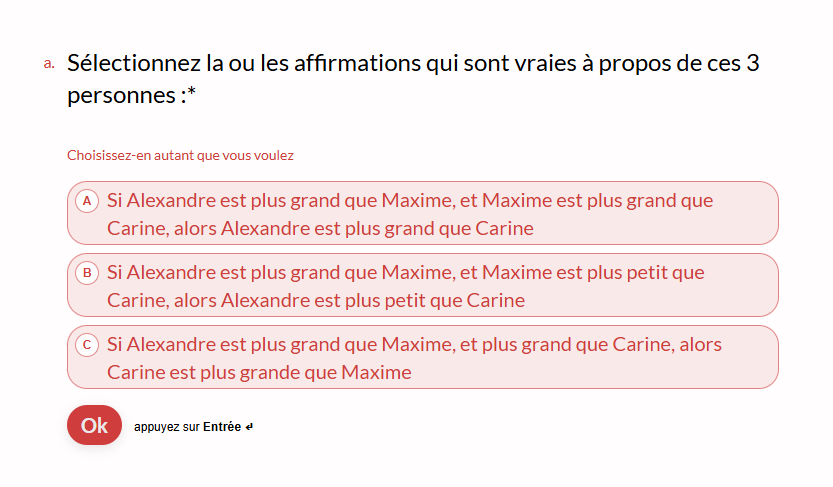 a. Sélectionnez la ou les affirmations qui sont vraies à propos de ces 3
personnes :*
Choisissez-en autant que vous voulez
A Si Alexandre est plus grand que Maxime, et Maxime est plus grand que
Carine, alors Alexandre est plus grand que Carine
B Si Alexandre est plus grand que Maxime, et Maxime est plus petit que
Carine, alors Alexandre est plus petit que Carine
C Si Alexandre est plus grand que Maxime, et plus grand que Carine, alors
Carine est plus grande que Maxime
Ok appuyez sur Entrée ↵